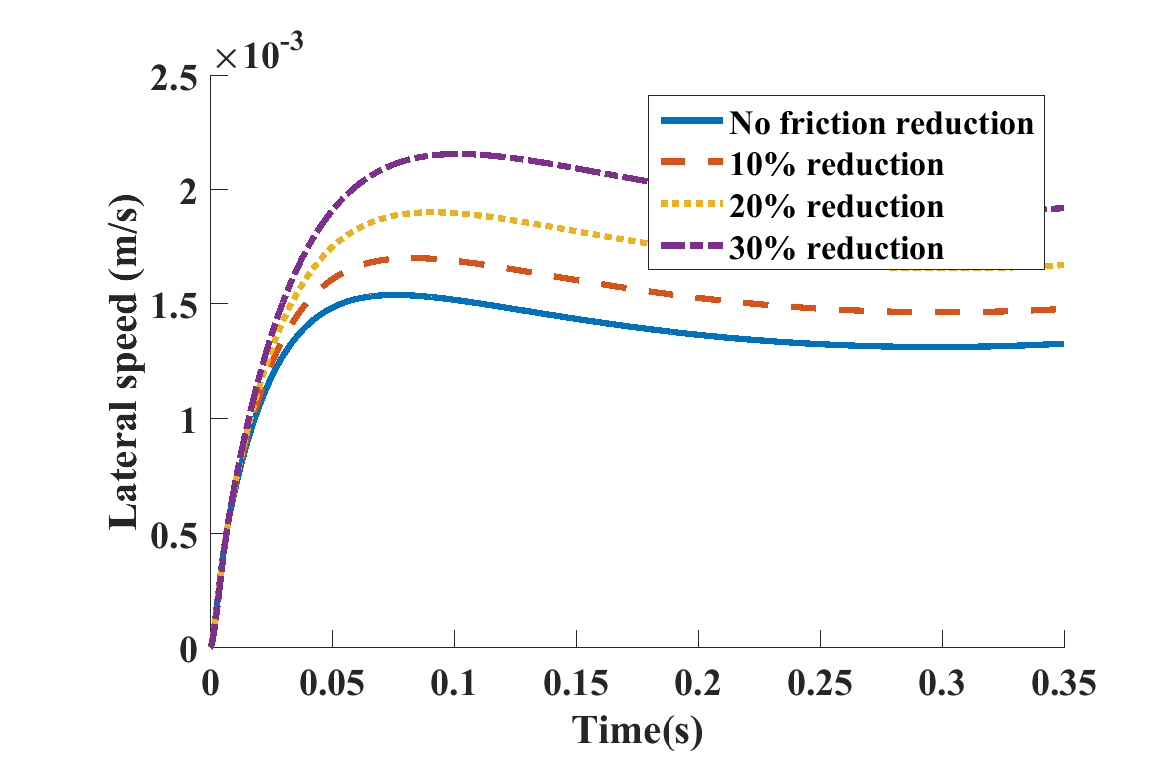 ×10-3
2.5
2
1.5
1
0.5
0
Lateral speed (m/s)
No friction reduction
10% reduction
20% reduction
30% reduction
0 0.05 0.1 0.15 0.2 0.25 0.3 0.35
Time(s)